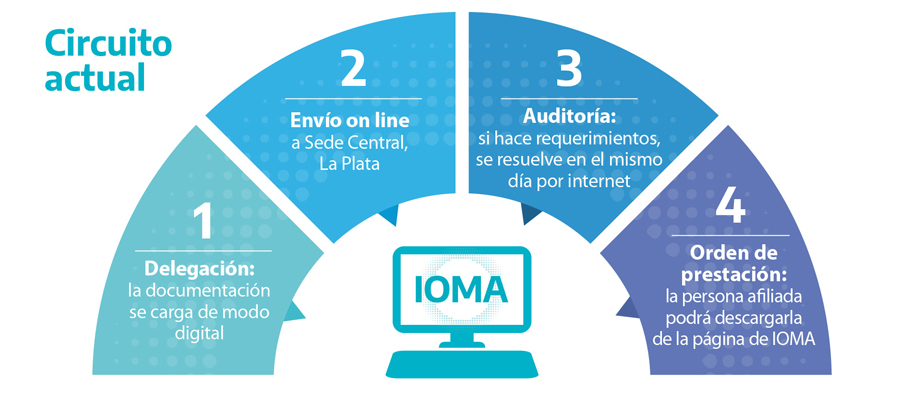 Circuito
actual
1
Delegación:
la documentación
se carga de modo
digital
2
Envío on line
a Sede Central,
La Plata
3
Auditoría:
si hace requerimientos,
se resuelve en el mismo
día por internet
4
Orden de
prestación:
la persona afiliada
podrá descargarla
de la página de IOMA
IOMA